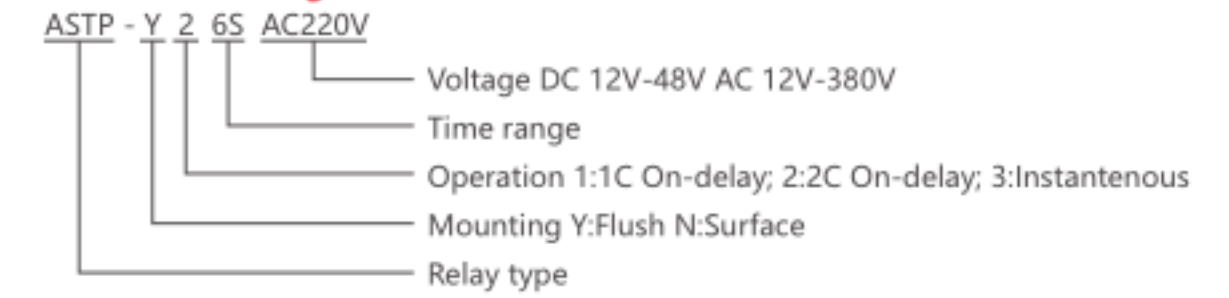 ASTP - Y 2 6S AC220V
Voltage DC 12V-48V AC 12V-380V
Time range
Operation 1:1C On-delay; 2:2C On-delay; 3:Instantenous
Mounting Y:Flush N:Surface
Relay type